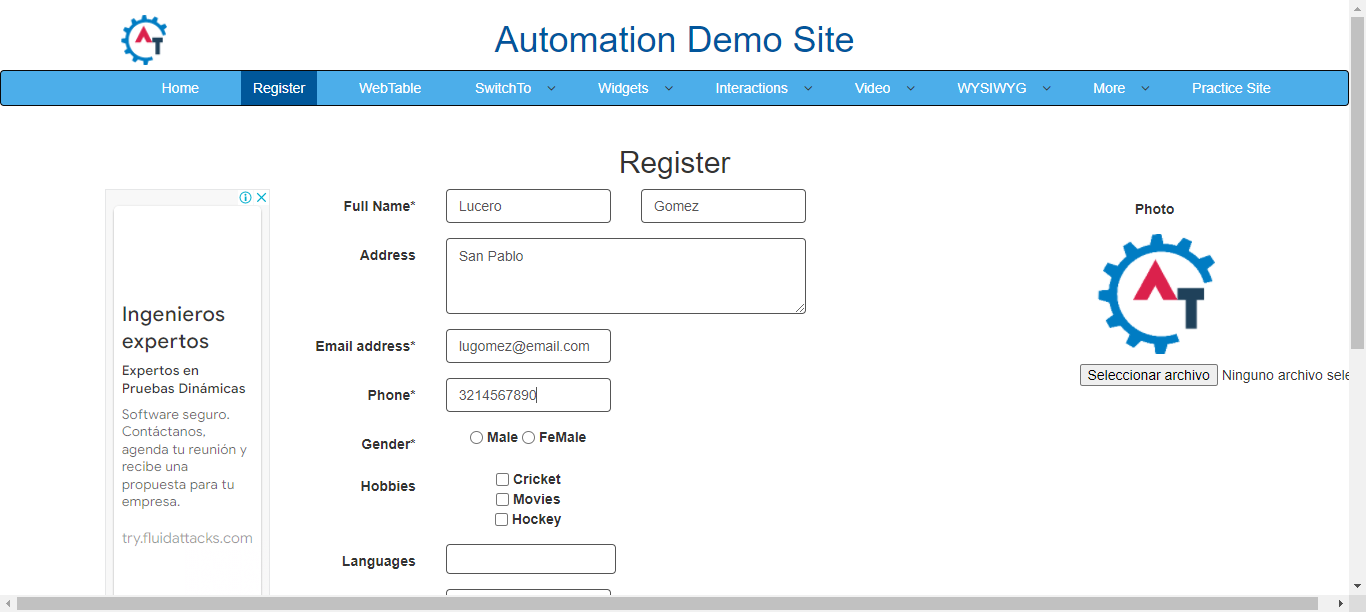 AT
Automation Demo Site
Home Register WebTable SwitchTo Widgets Interactions Video WYSIWYG More Practice Site
Register
Ingenieros
expertos
Expertos en
Pruebas Dinámicas
Software seguro.
Contáctanos,
agenda tu reunión y
recibe una
propuesta para tu
empresa.
try.fluidattacks.com
Full Name* Lucero Gomez
Address San Pablo
Email address* lugomez@email.com
Phone* 3214567890
Gender* Male FeMale
Hobbies Cricket
Movies
Hockey
Languages
Photo
AT
Seleccionar archivo Ninguno archivo sele